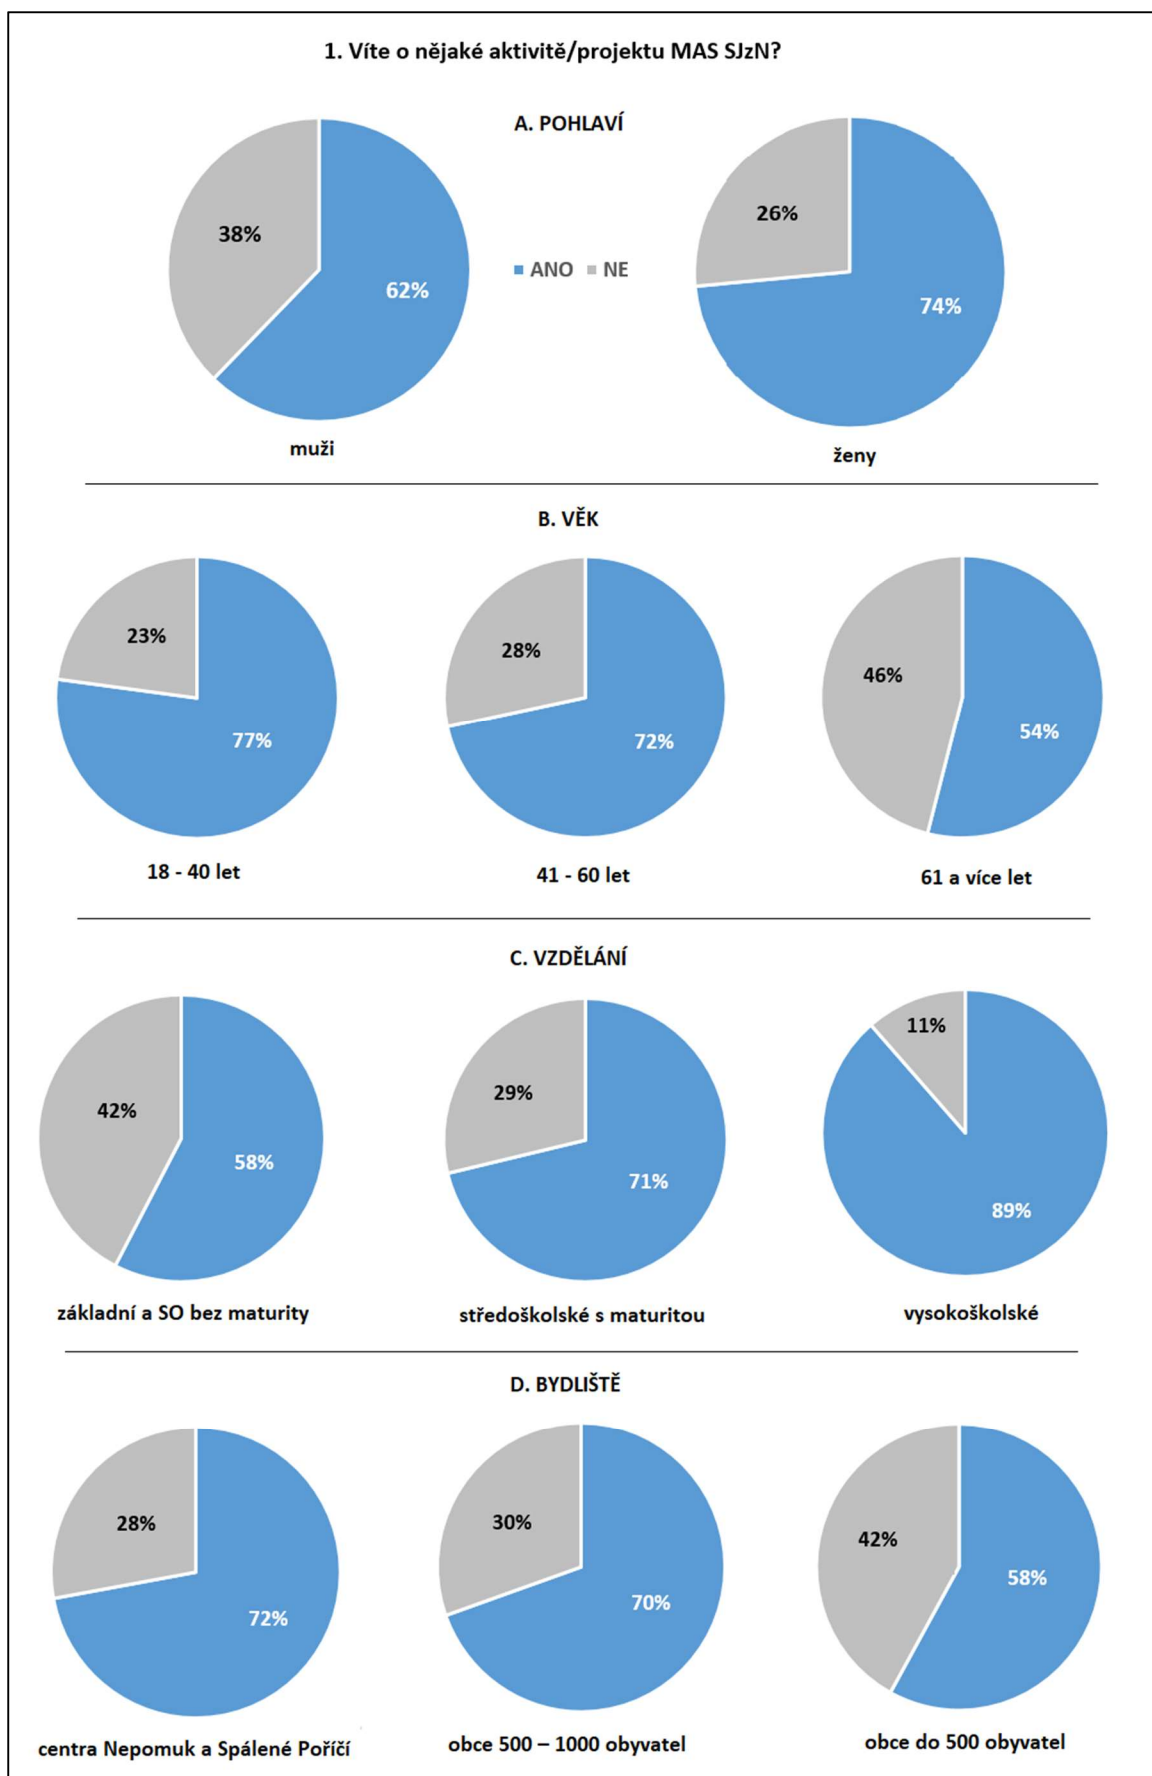 1. Víte o nějaké aktivitě/projektu MAS SJzN?
A. POHLAVÍ
38%
62%
ANO NE
26%
74%
muži
ženy
B. VĚK
23%
77%
28%
72%
46%
54%
18 - 40 let
41 - 60 let
61 a více let
C. VZDĚLÁNÍ
42%
58%
29%
71%
11%
89%
základní a SO bez maturity
středoškolské s maturitou
vysokoškolské
D. BYDLIŠTĚ
28%
72%
30%
70%
42%
58%
centra Nepomuk a Spálené Poříčí
obce 500 – 1000 obyvatel
obce do 500 obyvatel